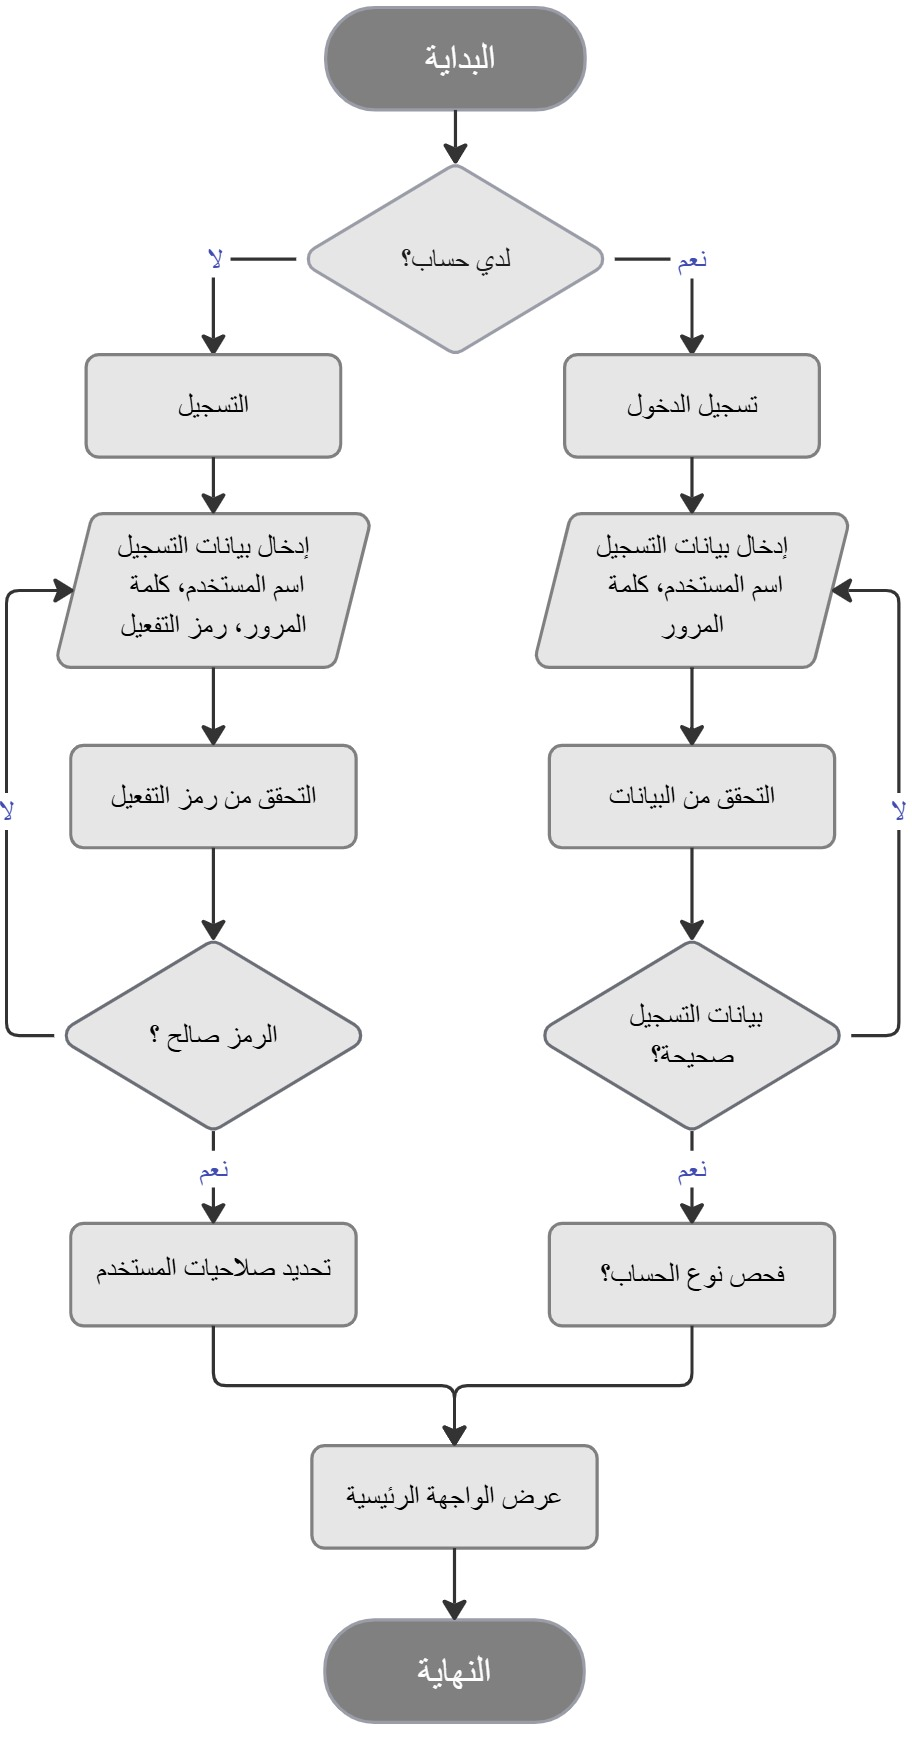 البداية
لدي حساب؟
نعم
لا
تسجيل الدخول
التسجيل
إدخال بيانات التسجيل
اسم المستخدم، كلمة
المرور
إدخال بيانات التسجيل
اسم المستخدم، كلمة
المرور، رمز التفعيل
التحقق من البيانات
التحقق من رمز التفعيل
لا
لا
بيانات التسجيل
صحيحة؟
الرمز صالح ؟
نعم
نعم
فحص نوع الحساب؟
تحديد صلاحيات المستخدم
عرض الواجهة الرئيسية
النهاية